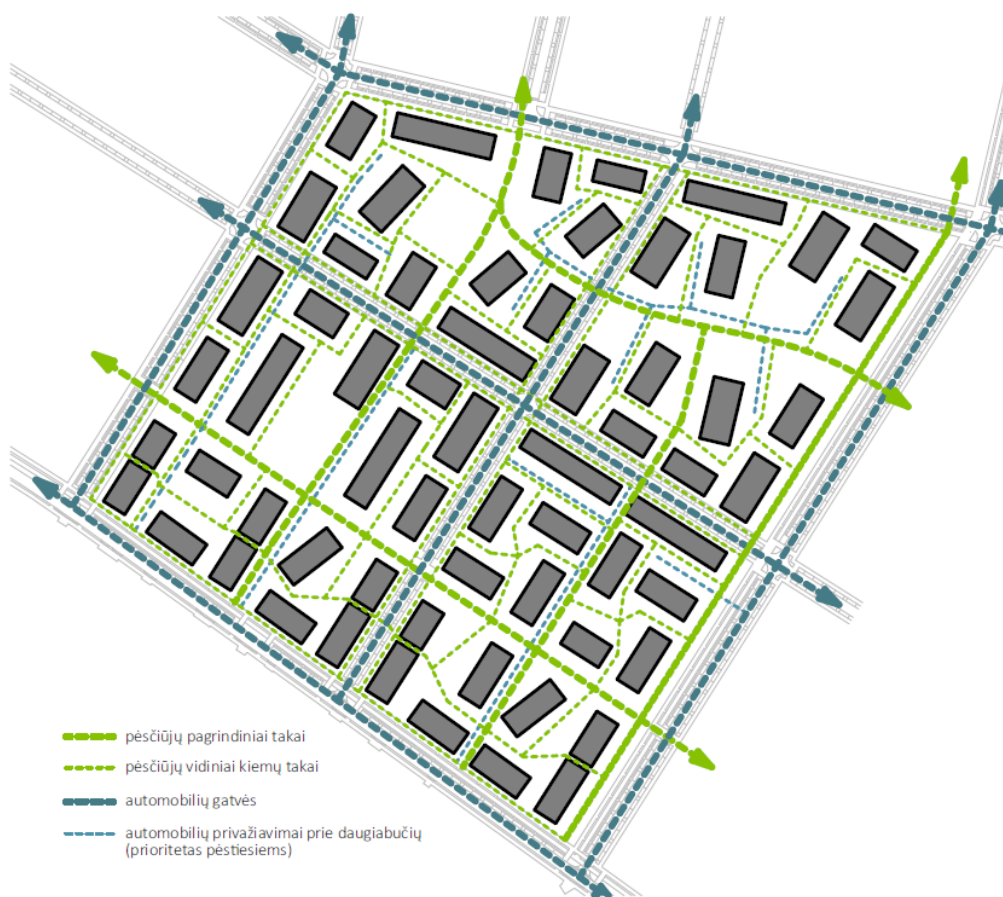 pėsčiųjų pagrindiniai takai
pėsčiųjų vidiniai kiemų takai
automobilių gatvės
automobilių privažiavimai prie daugiabučių
(prioritetas pėstiesiems)